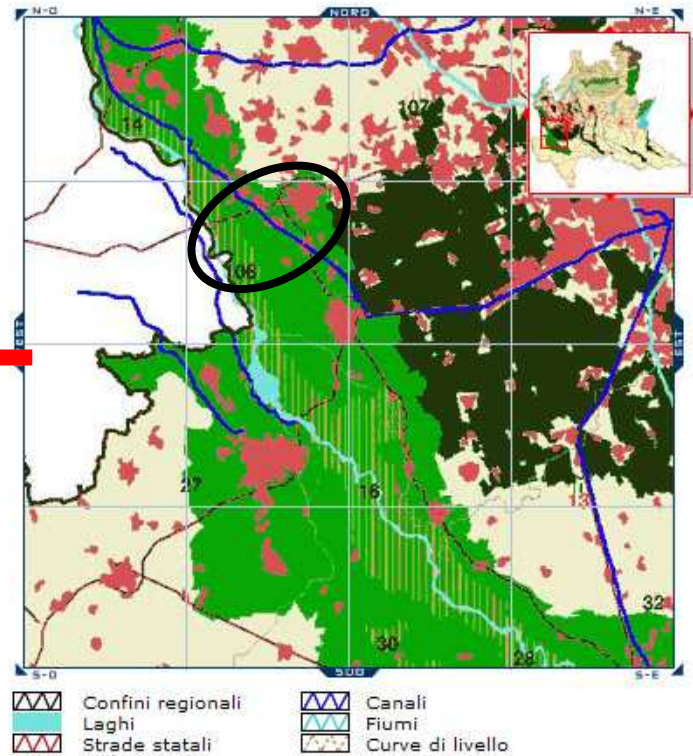 N-O NORD N-E
107
14
106
EST EST
27
16
13
32
30
28
S-O SUD S-E
Confini regionali Canali
Laghi Fiumi
Strade statali Curve di livello